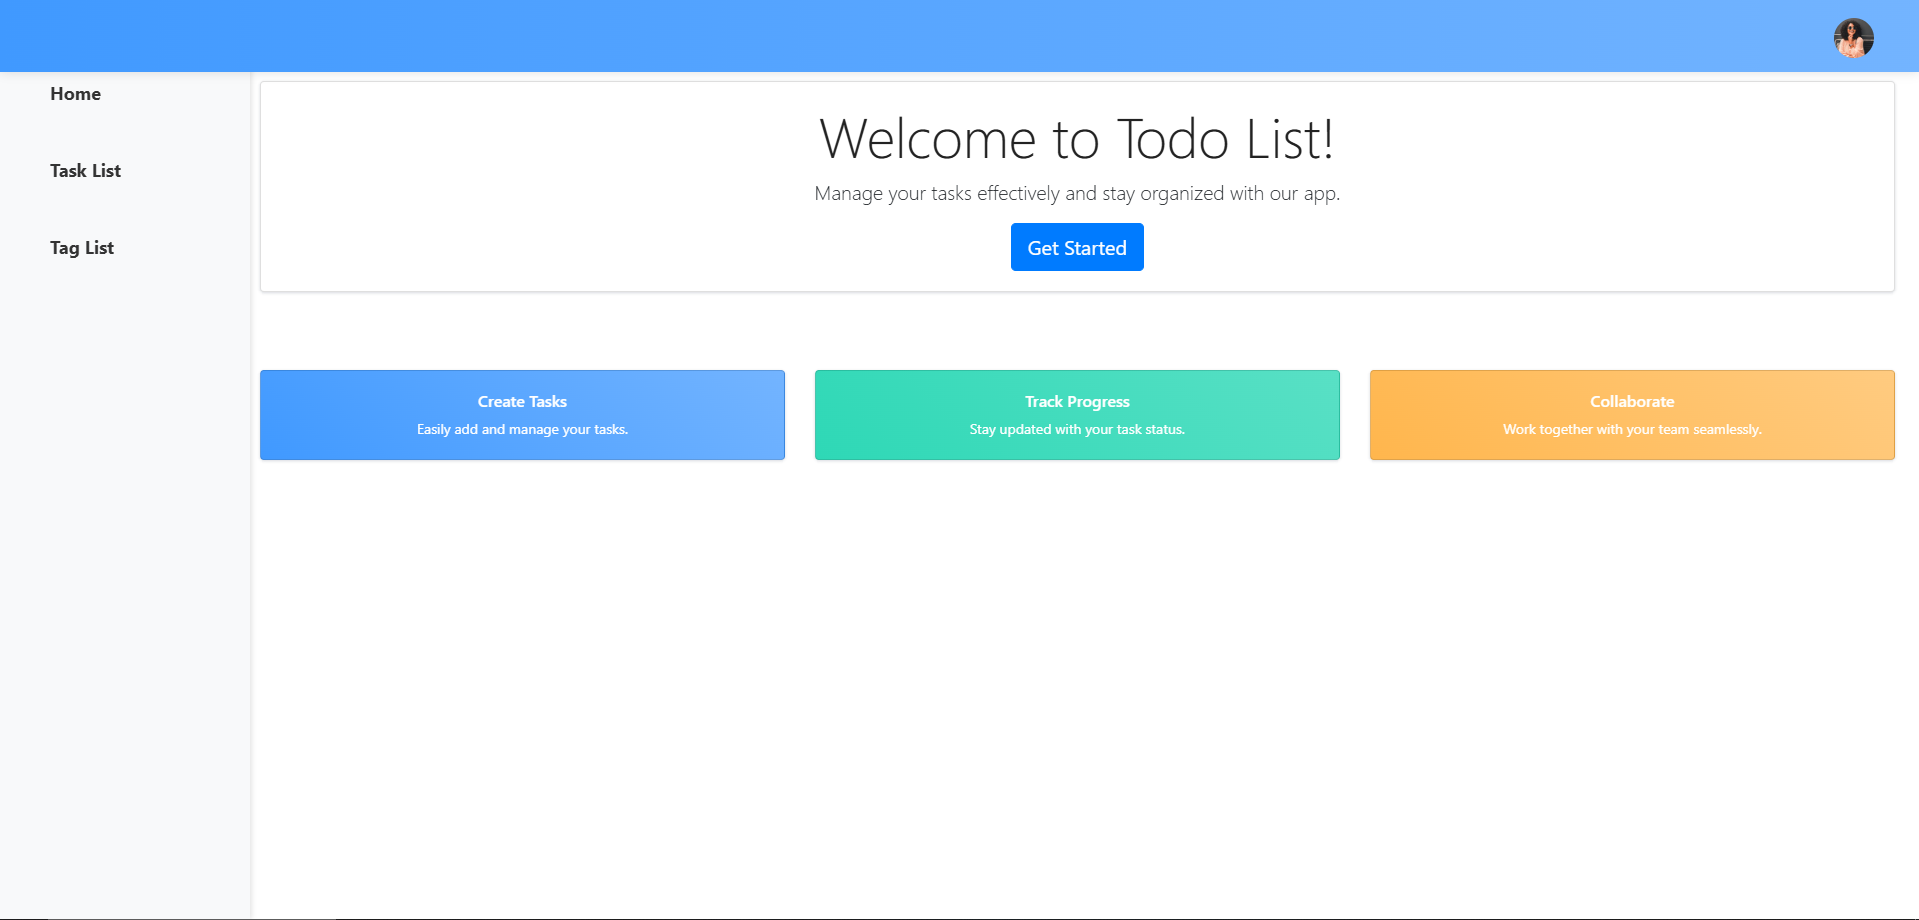 Home
Task List
Tag List
Welcome to Todo List!
Manage your tasks effectively and stay organized with our app.
Get Started
Create Tasks
Easily add and manage your tasks.
Track Progress
Stay updated with your task status.
Collaborate
Work together with your team seamlessly.